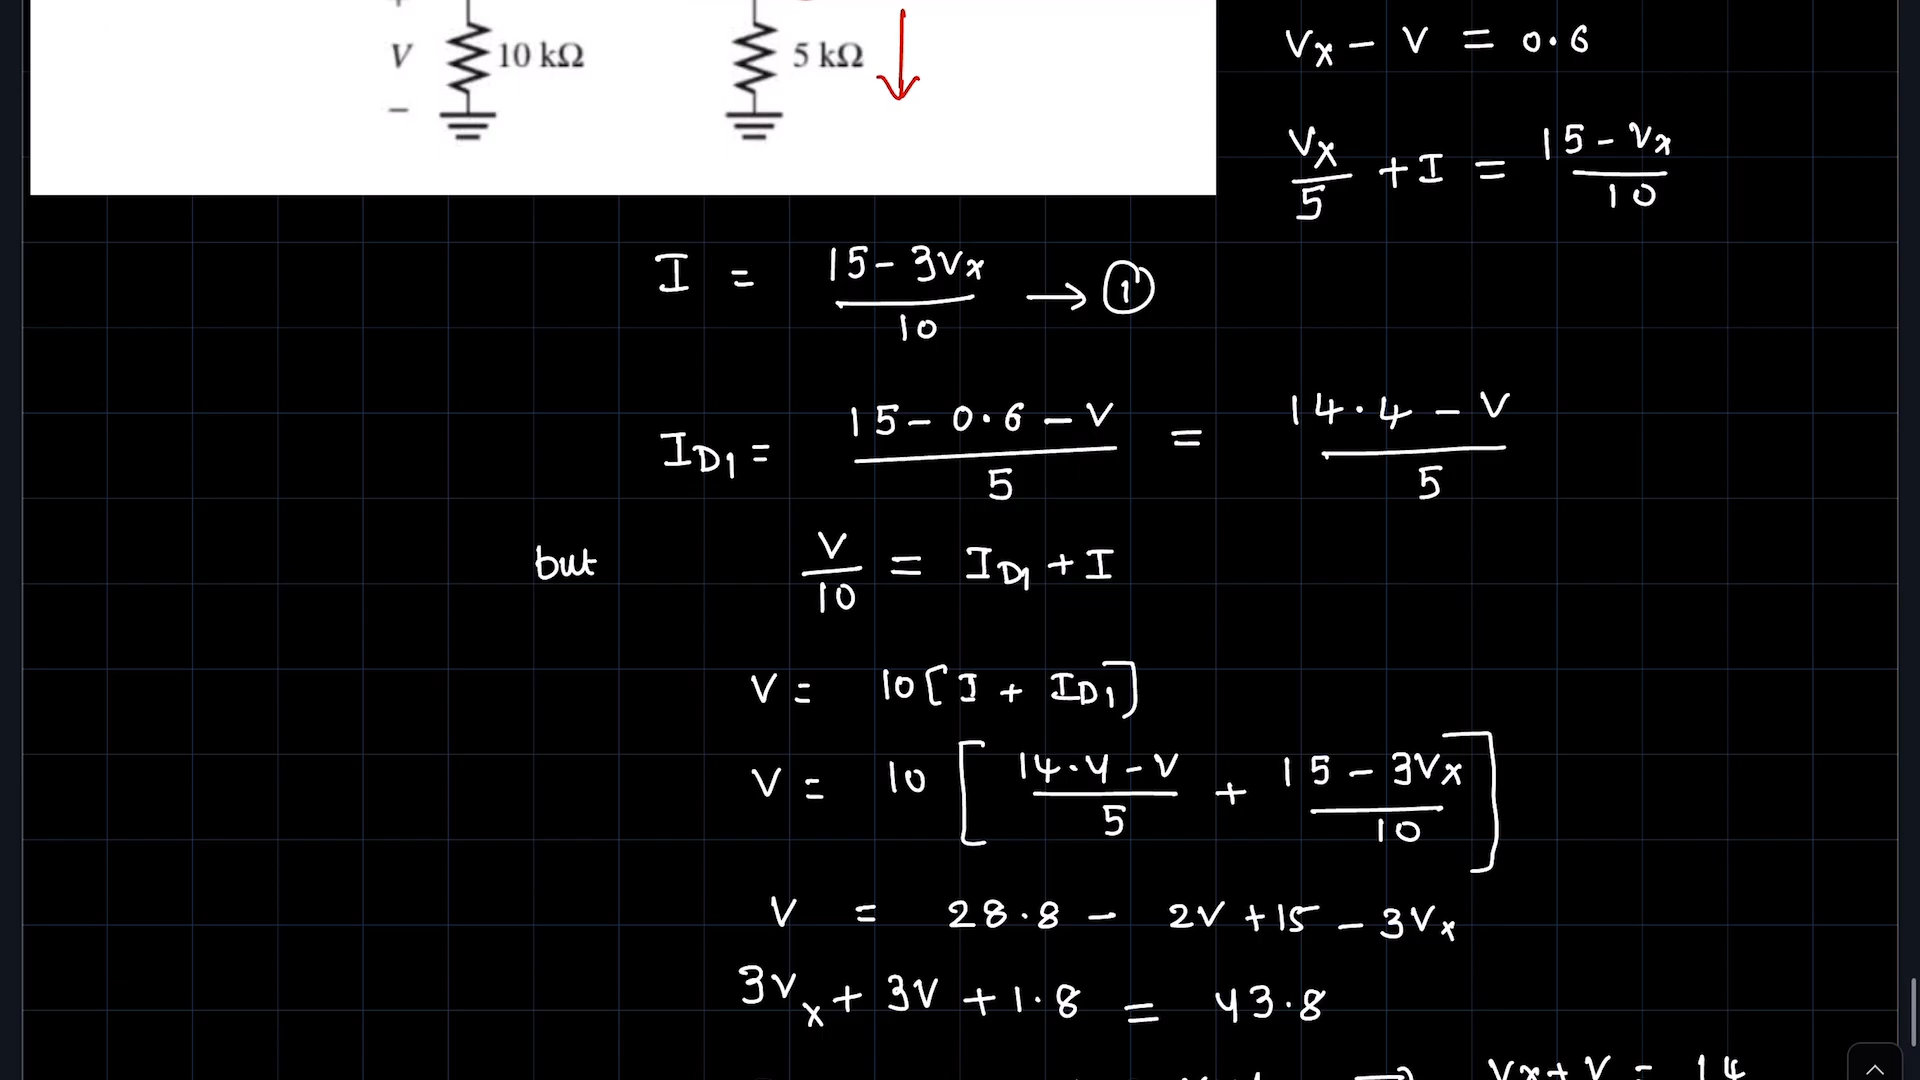 V 10 kΩ 5 kΩ
Vx - V = 0.6
Vx/5 + I = 15 - Vx/10
I = 15 - 3Vx/10 → ①
ID1 = 15 - 0.6 - V/5 = 14.4 - V/5
but V/10 = ID1 + I
V = 10 [I + ID1]
V = 10 [14.4 - V/5 + 15 - 3Vx/10]
V = 28.8 - 2V + 15 - 3Vx
3Vx + 3V + 1.8 = 43.8
Vx + V = 14